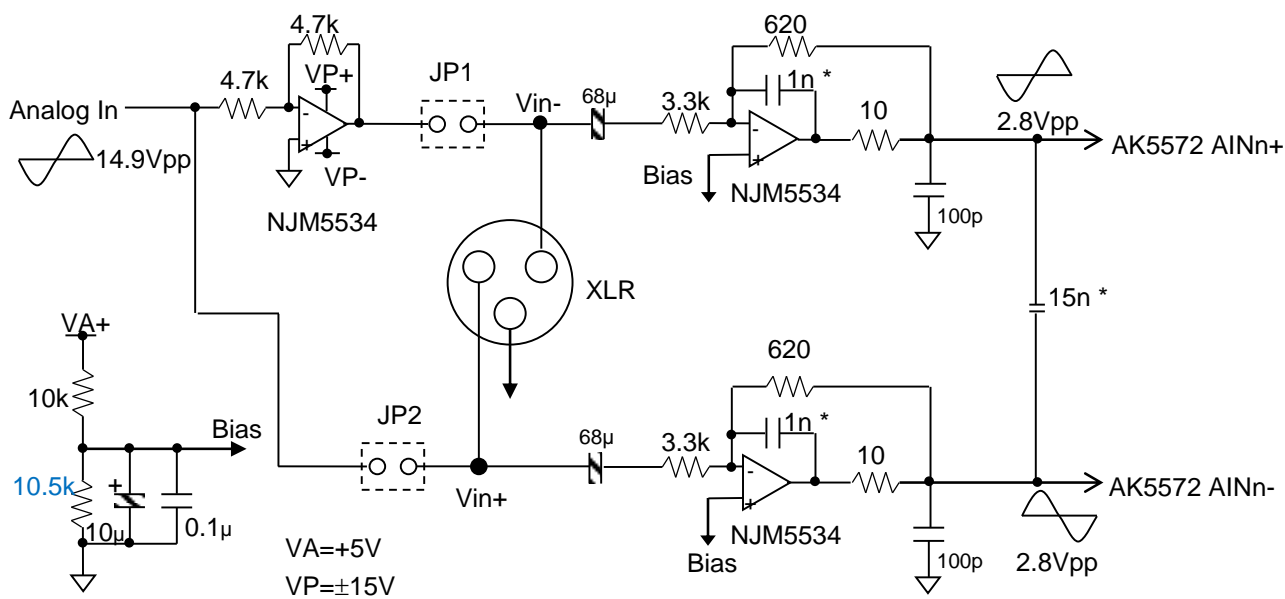 4.7k
620
VP+
JP1
1n *
4.7k
Vin-
68µ
3.3k
10
2.8Vpp
Analog In
-
+
-
+
AK5572 AINn+
14.9Vpp
VP-
Bias
NJM5534
NJM5534
100p
XLR
15n *
VA+
620
10k
JP2
1n *
Bias
68µ
3.3k
10
10.5k
+
-
+
AK5572 AINn-
Vin+
10µ
0.1µ
NJM5534
VA=+5V
Bias
100p
2.8Vpp
VP=±15V